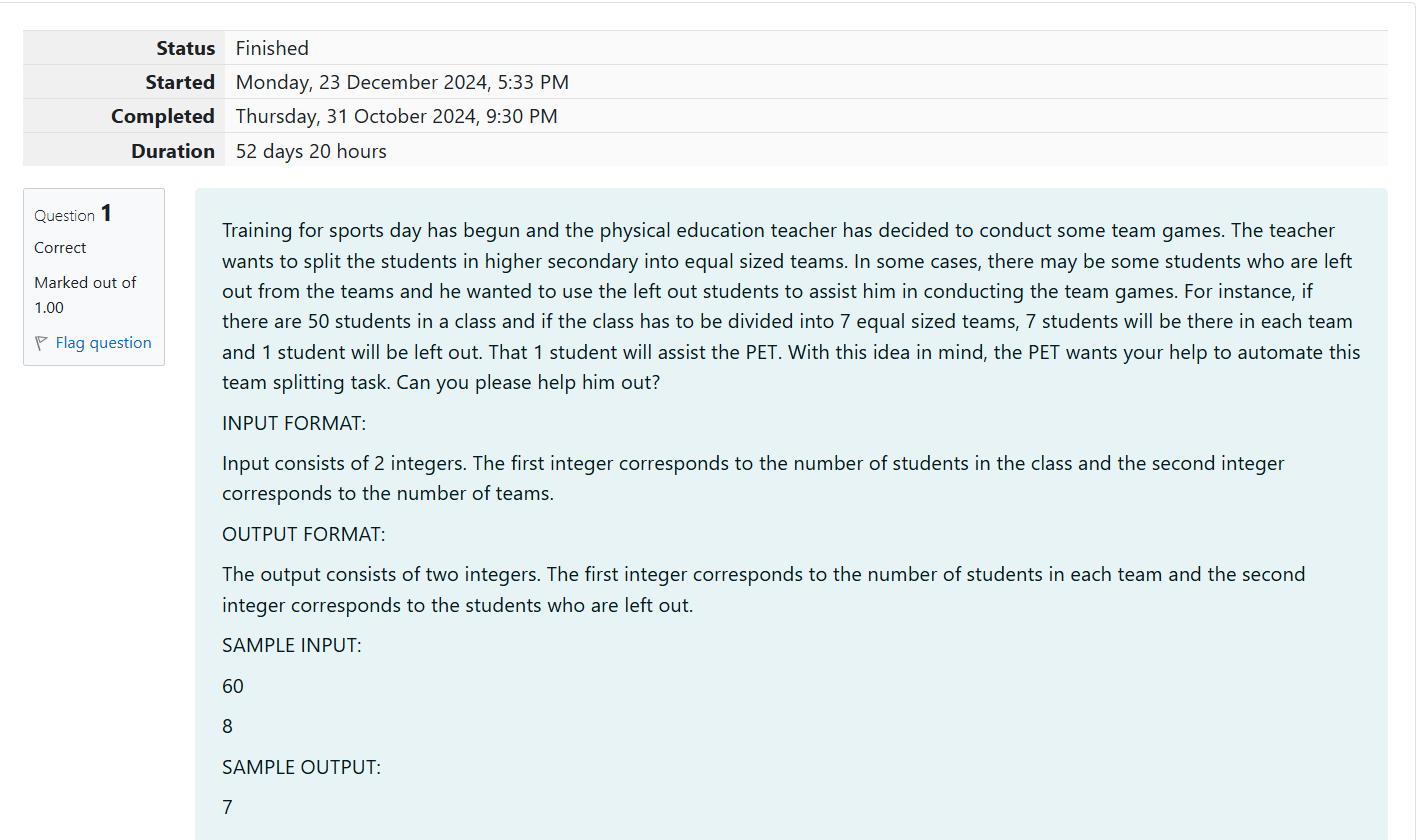 Status Finished
Started Monday, 23 December 2024, 5:33 PM
Completed Thursday, 31 October 2024, 9:30 PM
Duration 52 days 20 hours
Question 1
Correct
Marked out of
1.00
Flag question
Training for sports day has begun and the physical education teacher has decided to conduct some team games. The teacher
wants to split the students in higher secondary into equal sized teams. In some cases, there may be some students who are left
out from the teams and he wanted to use the left out students to assist him in conducting the team games. For instance, if
there are 50 students in a class and if the class has to be divided into 7 equal sized teams, 7 students will be there in each team
and 1 student will be left out. That 1 student will assist the PET. With this idea in mind, the PET wants your help to automate this
team splitting task. Can you please help him out?
INPUT FORMAT:
Input consists of 2 integers. The first integer corresponds to the number of students in the class and the second integer
corresponds to the number of teams.
OUTPUT FORMAT:
The output consists of two integers. The first integer corresponds to the number of students in each team and the second
integer corresponds to the students who are left out.
SAMPLE INPUT:
60
8
SAMPLE OUTPUT:
7